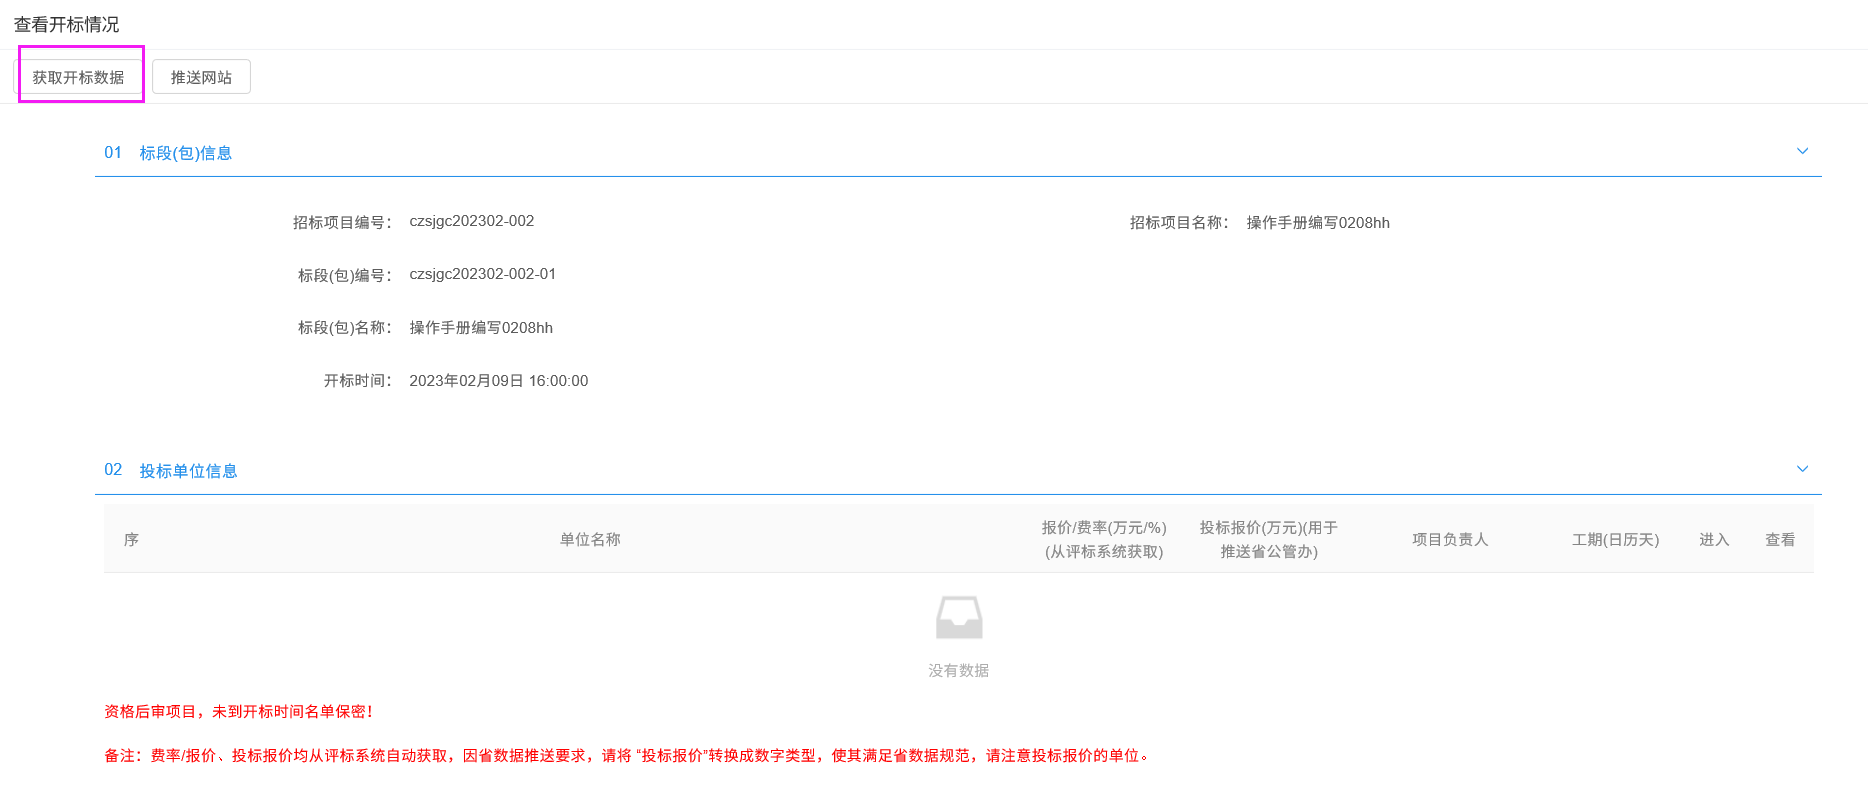 查看开标情况
获取开标数据 推送网站
01 标段(包)信息
招标项目编号： czsjgc202302-002 招标项目名称： 操作手册编写0208hh
标段(包)编号： czsjgc202302-002-01
标段(包)名称： 操作手册编写0208hh
开标时间： 2023年02月09日 16:00:00
02 投标单位信息
序 单位名称 报价/费率(万元/%)(从评标系统获取) 投标报价(万元)(用于推送省公管办) 项目负责人 工期(日历天) 进入 查看
没有数据
资格后审项目，未到开标时间名单保密！
备注：费率/报价、投标报价均从评标系统自动获取，因省数据推送要求，请将 “投标报价”转换成数字类型，使其满足省数据规范，请注意投标报价的单位。